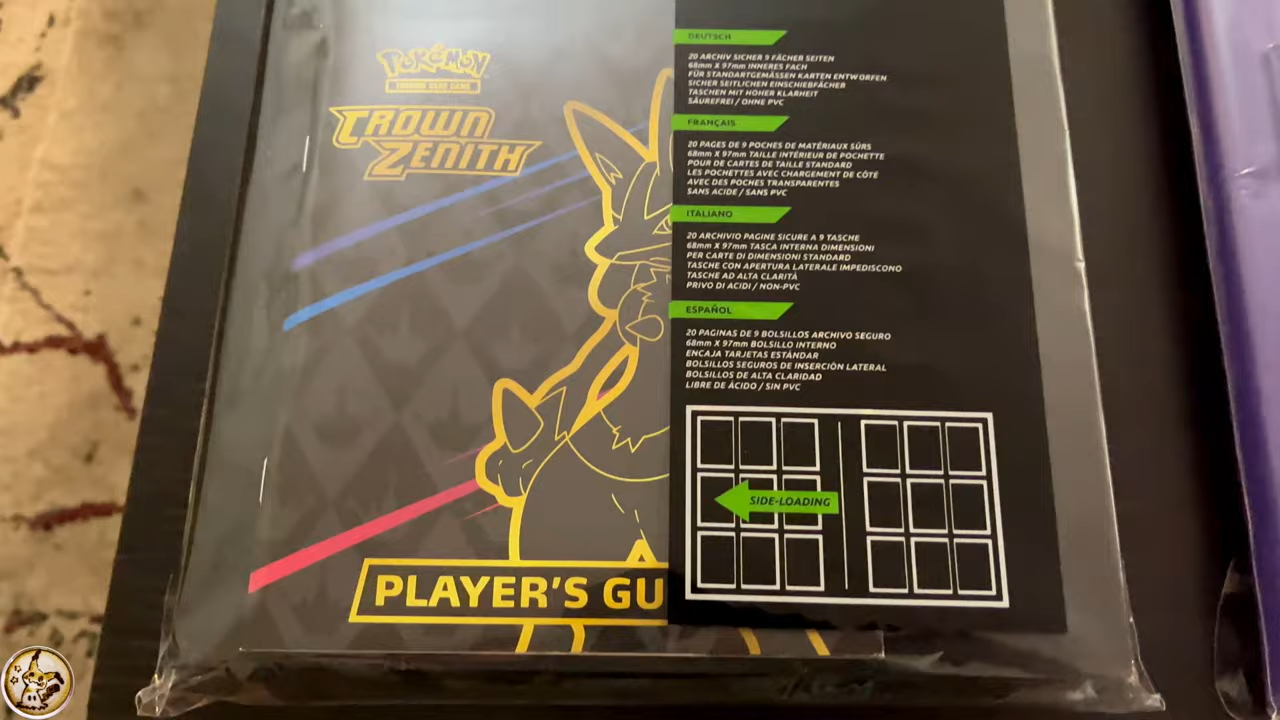 POKÉMON
TRADING CARD GAME
CROWN
ZENITH
PLAYER'S GU
DEUTSCH
20 ARCHIV SICHER 9 FÄCHER SEITEN
68mm X 97mm INNERES FACH
FÜR STANDARTGEMÄSSEN KARTEN ENTWORFEN
SICHER SEITLICHEN EINSCHIEBFÄCHER
TASCHEN MIT HOHER KLARHEIT
SÄUREFREI / OHNE PVC
FRANÇAIS
20 PAGES DE 9 POCHES DE MATÉRIAUX SÛRS
68mm X 97mm TAILLE INTÉRIEUR DE POCHETTE
POUR DE CARTES DE TAILLE STANDARD
LES POCHETTES AVEC CHARGEMENT DE CÔTÉ
AVEC DES POCHES TRANSPARENTES
SANS ACIDE / SANS PVC
ITALIANO
20 ARCHIVIO PAGINE SICURE A 9 TASCHE
68mm X 97mm TASCA INTERNA DIMENSIONI
PER CARTE DI DIMENSIONI STANDARD
TASCHE CON APERTURA LATERALE IMPEDISCONO
TASCHE AD ALTA CLARITÀ
PRIVO DI ACIDI / NON-PVC
ESPAÑOL
20 PAGINAS DE 9 BOLSILLOS ARCHIVO SEGURO
68mm X 97mm BOLSILLO INTERNO
ENCAJA TARJETAS ESTÁNDAR
BOLSILLOS SEGUROS DE INSERCIÓN LATERAL
BOLSILLOS DE ALTA CLARIDAD
LIBRE DE ÁCIDO / SIN PVC
SIDE-LOADING